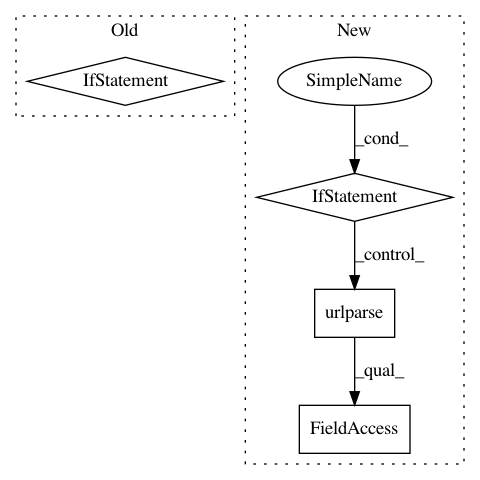 Old
IfStatement
New
SimpleName
_cond_
IfStatement
_control_
urlparse
_qual_
FieldAccess